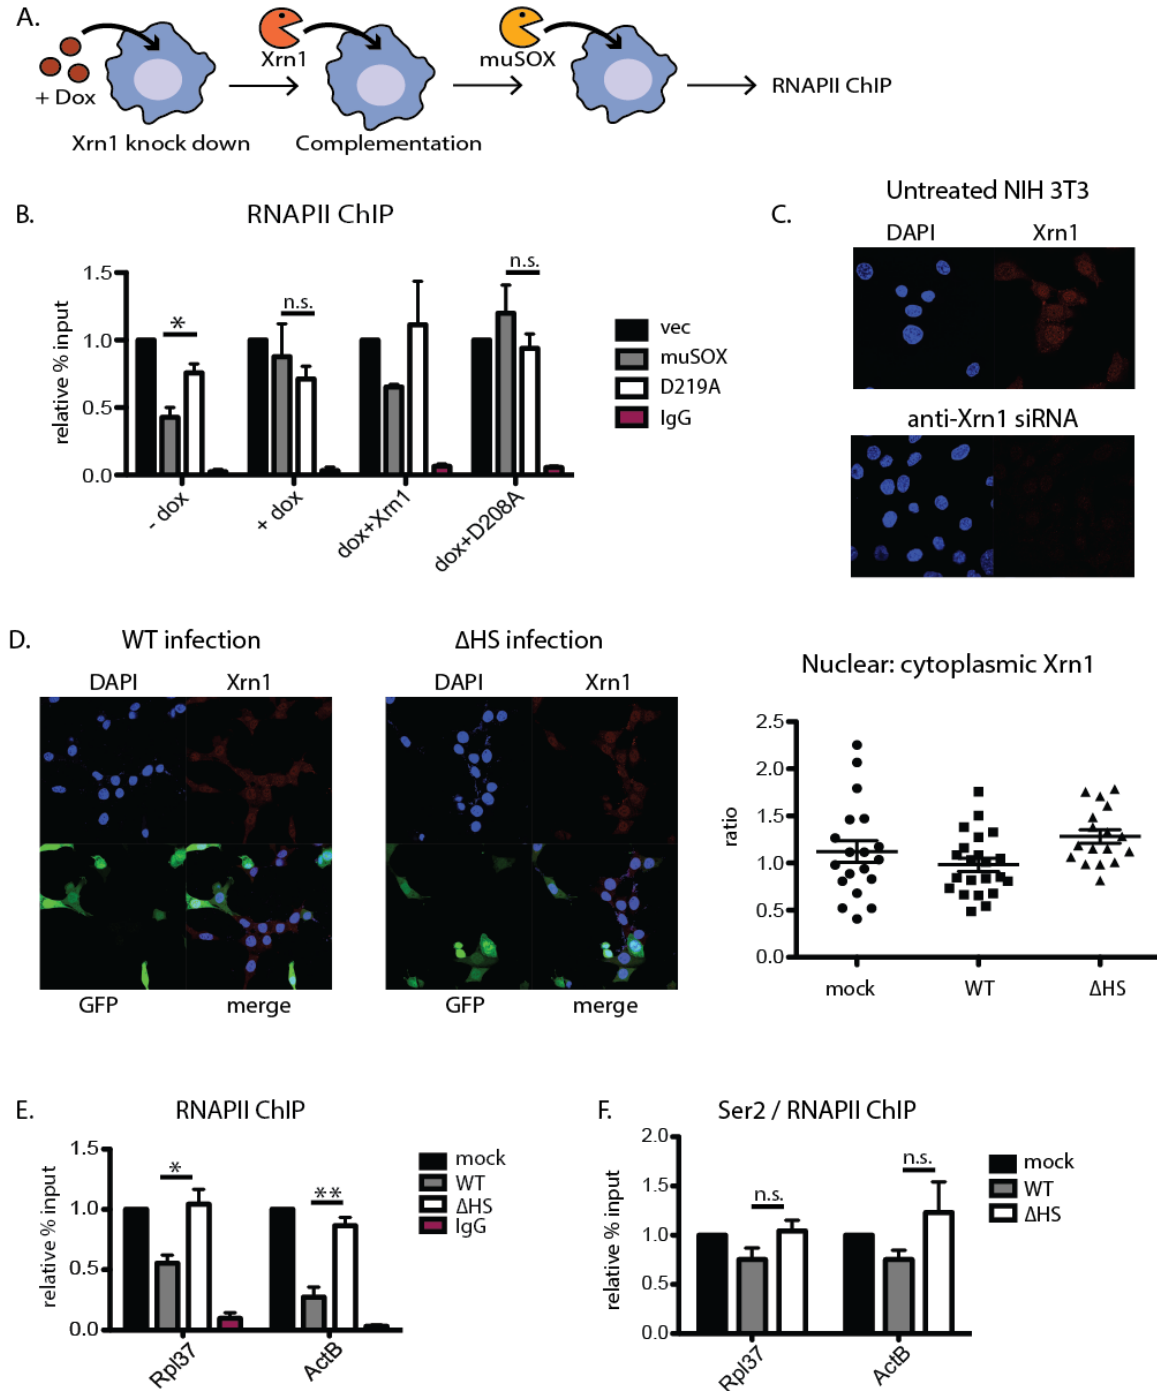 A.
+ Dox
Xrn1
muSOX
RNAPII ChIP
Xrn1 knock down
Complementation
B.
RNAPII ChIP
relative % input
1.5
1.0
0.5
0.0
*
n.s.
n.s.
vec
muSOX
D219A
IgG
- dox
+ dox
dox+Xrn1
dox+D208A
C.
Untreated NIH 3T3
DAPI
Xrn1
anti-Xrn1 siRNA
D.
WT infection
DAPI
Xrn1
GFP
merge
ΔHS infection
DAPI
Xrn1
GFP
merge
Nuclear: cytoplasmic Xrn1
ratio
2.5
2.0
1.5
1.0
0.5
0.0
mock
WT
ΔHS
E.
RNAPII ChIP
relative % input
1.5
1.0
0.5
0.0
*
**
mock
WT
ΔHS
IgG
Rpl37
ActB
F.
Ser2 / RNAPII ChIP
relative % input
2.0
1.5
1.0
0.5
0.0
n.s.
n.s.
mock
WT
ΔHS
Rpl37
ActB